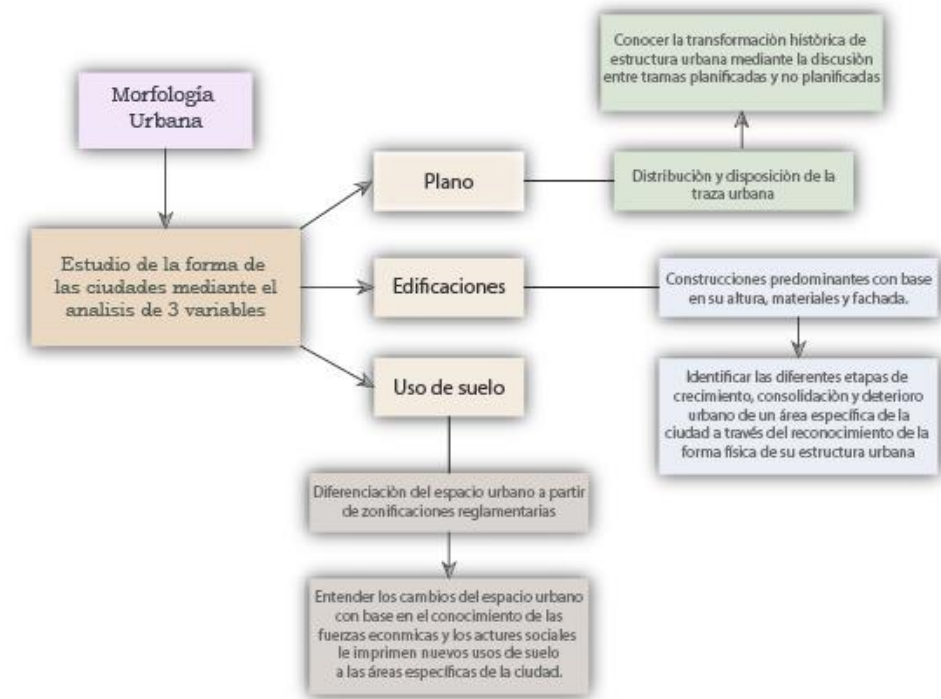 Morfología
Urbana
Estudio de la forma de
las ciudades mediante el
analisis de 3 variables
Plano
Distribuciòn y disposiciòn de la
traza urbana
Conocer la transformaciòn històrica de
estructura urbana mediante la discusiòn
entre tramas planificadas y no planificadas
Edificaciones
Construcciones predominantes con base
en su altura, materiales y fachada.
Identificar las diferentes etapas de
crecimiento, consolidaciòn y deterioro
urbano de un área específica de la
ciudad a través del reconocimiento de la
forma física de su estructura urbana
Uso de suelo
Diferenciaciòn del espacio urbano a partir
de zonificaciones reglamentarias
Entender los cambios del espacio urbano
con base en el conocimiento de las
fuerzas econmicas y los actures sociales
le imprimen nuevos usos de suelo
a las áreas específicas de la ciudad.